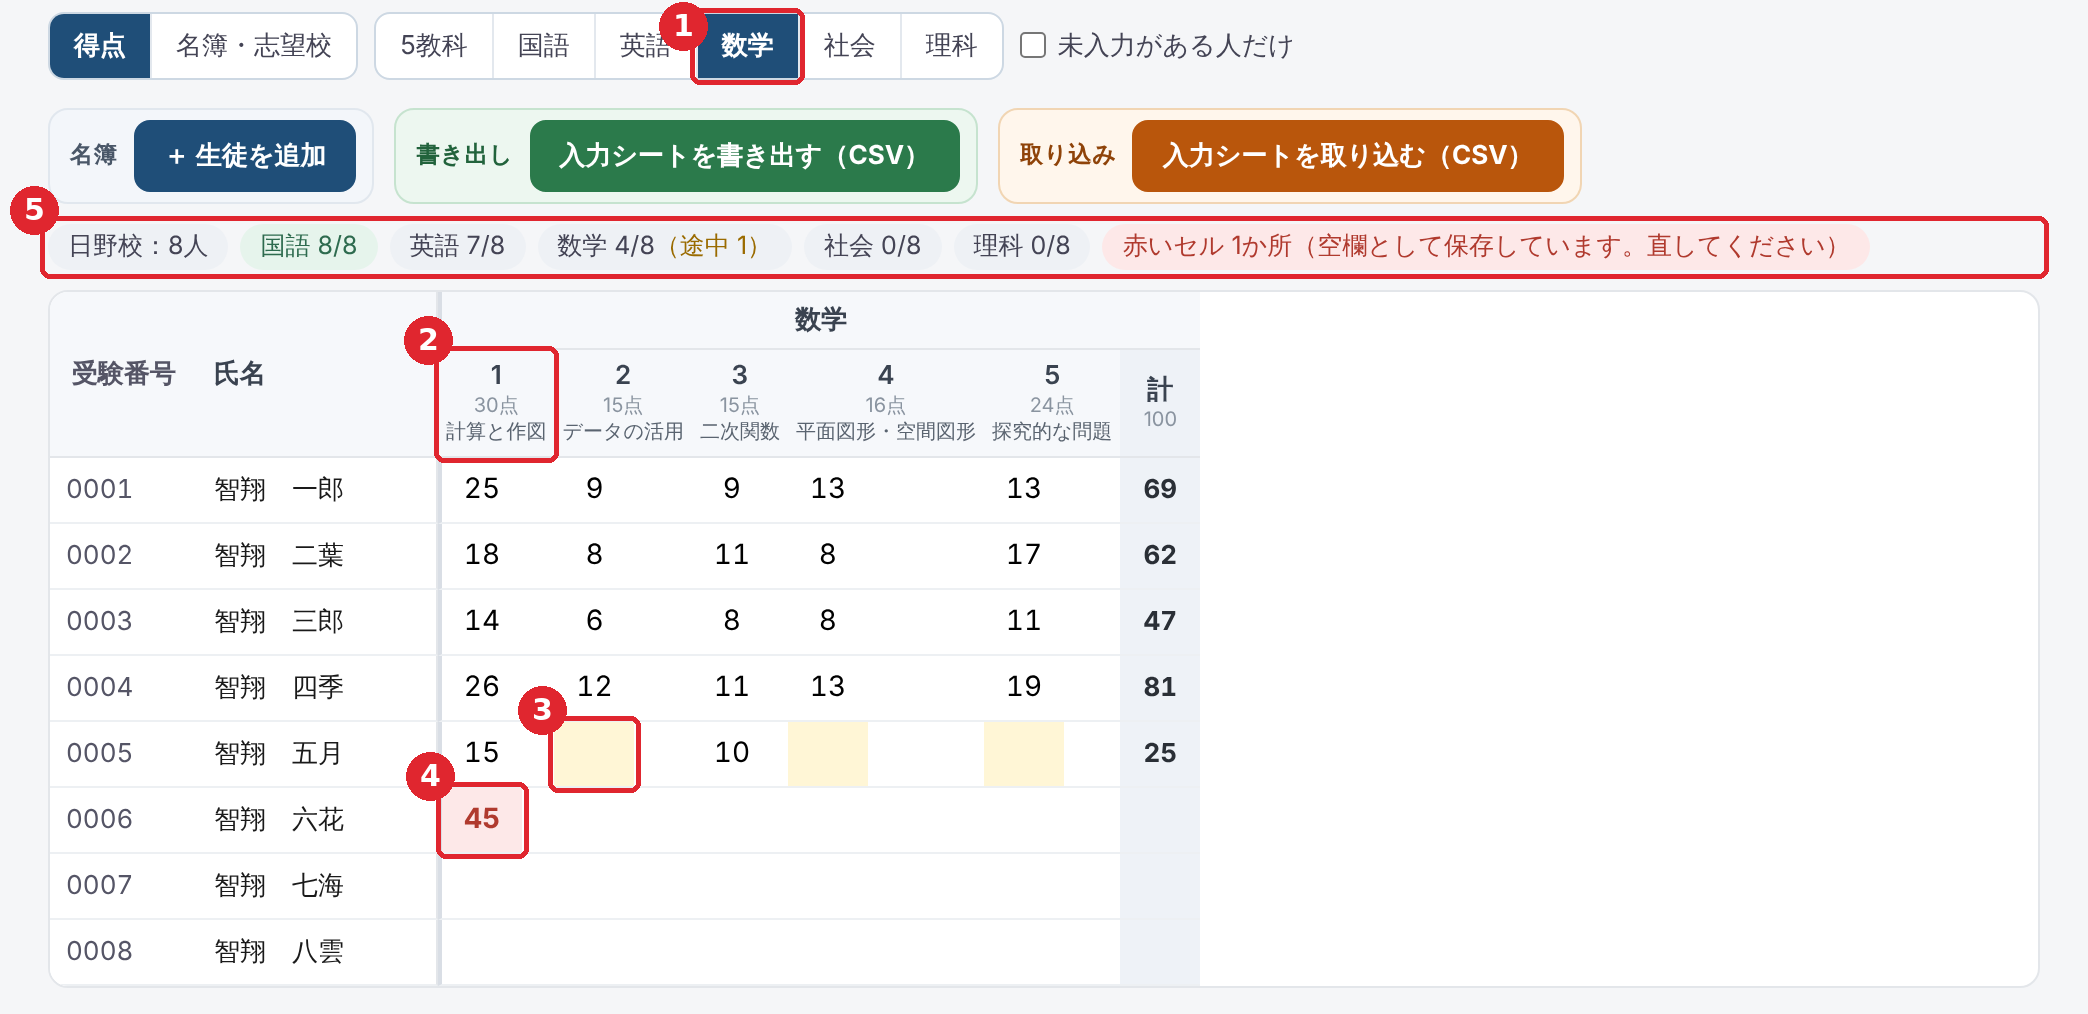 得点 名簿・志望校 5教科 国語 英語 1 数学 社会 理科 未入力がある人だけ
名簿 + 生徒を追加 書き出し 入力シートを書き出す（CSV） 取り込み 入力シートを取り込む（CSV）
5
日野校：8人 国語 8/8 英語 7/8 数学 4/8（途中 1） 社会 0/8 理科 0/8 赤いセル 1か所（空欄として保存しています。直してください）
数学
2
受験番号 氏名 1 2 3 4 5 計
30点 15点 15点 16点 24点 100
計算と作図 データの活用 二次関数 平面図形・空間図形 探究的な問題
0001 智翔　一郎 25 9 9 13 13 69
0002 智翔　二葉 18 8 11 8 17 62
0003 智翔　三郎 14 6 8 8 11 47
0004 智翔　四季 26 12 11 13 19 81
3
0005 智翔　五月 15 10 25
4
0006 智翔　六花 45
0007 智翔　七海
0008 智翔　八雲